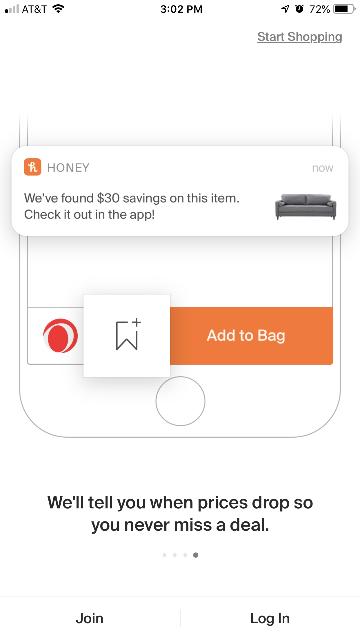 AT&T 3:02 PM 72%
Start Shopping
HONEY now
We've found $30 savings on this item.
Check it out in the app!
Add to Bag
We'll tell you when prices drop so
you never miss a deal.
Join Log In